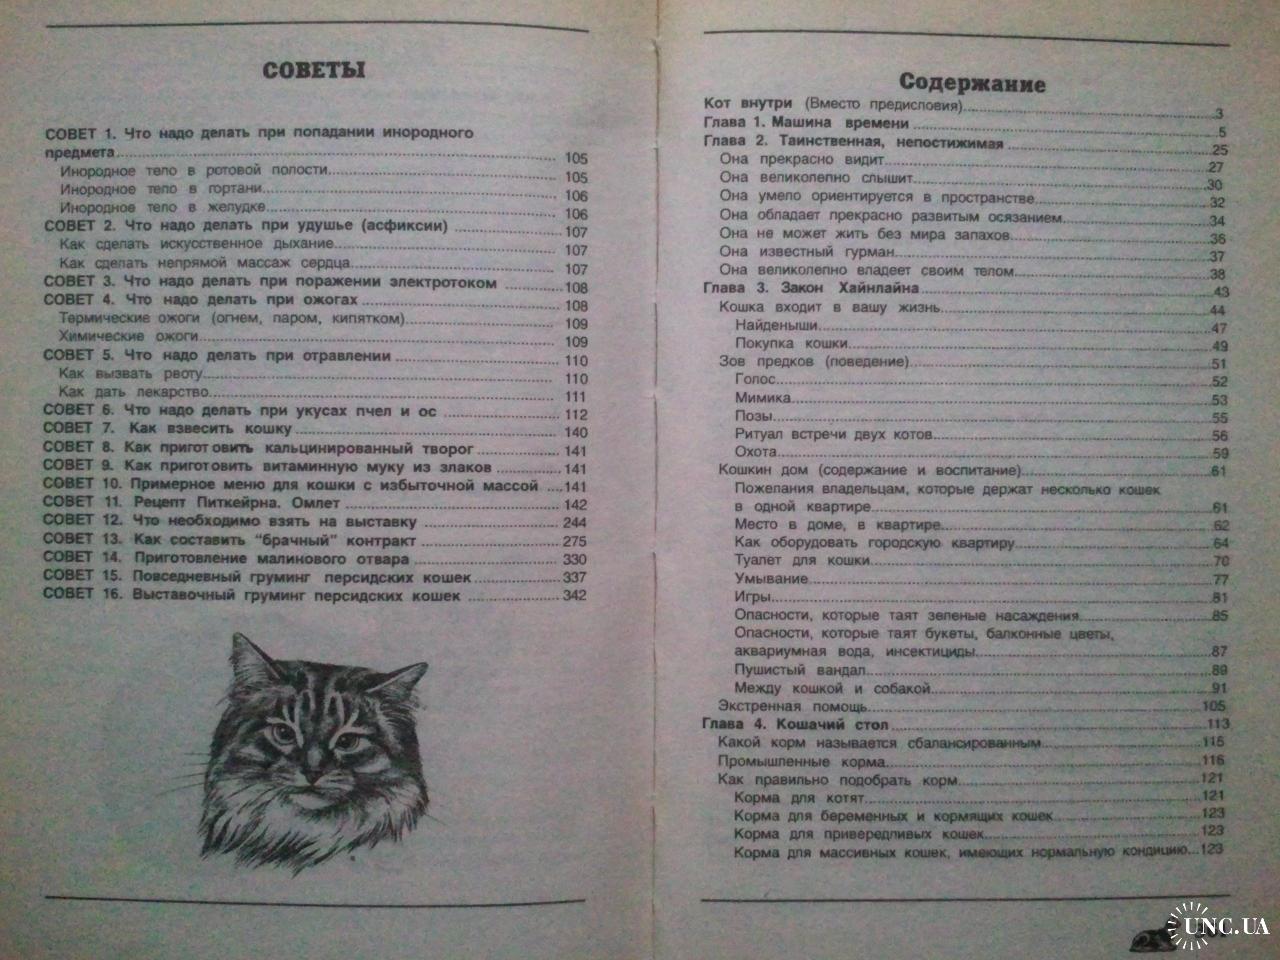 СОВЕТЫ
СОВЕТ 1. Что надо делать при попадании инородного
предмета.......... 105
Инородное тело в ротовой полости.......... 105
Инородное тело в гортани.......... 106
Инородное тело в желудке.......... 106
СОВЕТ 2. Что надо делать при удушье (асфиксии) .......... 107
Как сделать искусственное дыхание.......... 107
Как сделать непрямой массаж сердца.......... 107
СОВЕТ 3. Что надо делать при поражении электротоком .......... 108
СОВЕТ 4. Что надо делать при ожогах .......... 108
Термические ожоги (огнем, паром, кипятком).......... 109
Химические ожоги.......... 109
СОВЕТ 5. Что надо делать при отравлении .......... 110
Как вызвать рвоту.......... 110
Как дать лекарство.......... 111
СОВЕТ 6. Что надо делать при укусах пчел и ос .......... 112
СОВЕТ 7. Как взвесить кошку.......... 140
СОВЕТ 8. Как приготовить кальцинированный творог .......... 141
СОВЕТ 9. Как приготовить витаминную муку из злаков .......... 141
СОВЕТ 10. Примерное меню для кошки с избыточной массой ....141
СОВЕТ 11. Рецепт Питкейрна. Омлет .......... 142
СОВЕТ 12. Что необходимо взять на выставку .......... 244
СОВЕТ 13. Как составить "брачный" контракт .......... 275
СОВЕТ 14. Приготовление малинового отвара .......... 330
СОВЕТ 15. Повседневный груминг персидских кошек.......... 337
СОВЕТ 16. Выставочный груминг персидских кошек .......... 342
Содержание
Кот внутри (Вместо предисловия)..........3
Глава 1. Машина времени ..........5
Глава 2. Таинственная, непостижимая ..........25
Она прекрасно видит..........27
Она великолепно слышит..........30
Она умело ориентируется в пространстве..........32
Она обладает прекрасно развитым осязанием..........34
Она не может жить без мира запахов..........36
Она известный гурман..........37
Она великолепно владеет своим телом..........38
Глава 3. Закон Хайнлайна..........43
Кошка входит в вашу жизнь..........44
Найденыши..........47
Покупка кошки..........49
Зов предков (поведение)..........51
Голос..........52
Мимика..........53
Позы..........55
Ритуал встречи двух котов..........56
Охота..........59
Кошкин дом (содержание и воспитание)..........61
Пожелания владельцам, которые держат несколько кошек
в одной квартире..........61
Место в доме, в квартире..........62
Как оборудовать городскую квартиру..........64
Туалет для кошки..........70
Умывание..........77
Игры..........81
Опасности, которые таят зеленые насаждения..........85
Опасности, которые таят букеты, балконные цветы,
аквариумная вода, инсектициды..........87
Пушистый вандал..........89
Между кошкой и собакой..........91
Экстренная помощь..........105
Глава 4. Кошачий стол ..........113
Какой корм называется сбалансированным..........115
Промышленные корма..........116
Как правильно подобрать корм..........121
Корма для котят..........121
Корма для беременных и кормящих кошек..........123
Корма для привередливых кошек..........123
Корма для массивных кошек, имеющих нормальную кондицию...123
UNC.UA